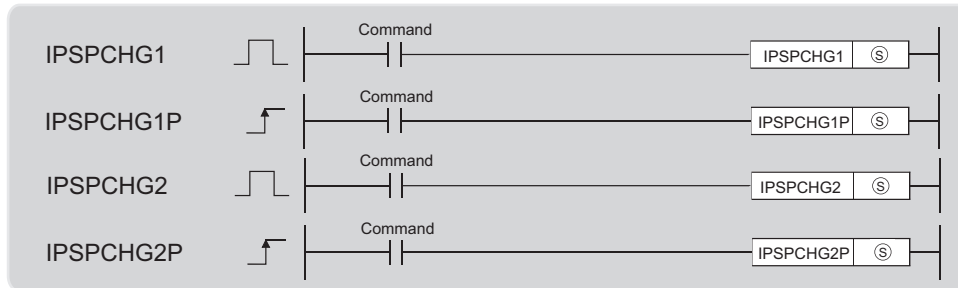 Command
IPSPCHG1 IPSPCHG1 Ⓢ
Command
IPSPCHG1P IPSPCHG1P Ⓢ
Command
IPSPCHG2 IPSPCHG2 Ⓢ
Command
IPSPCHG2P IPSPCHG2P Ⓢ